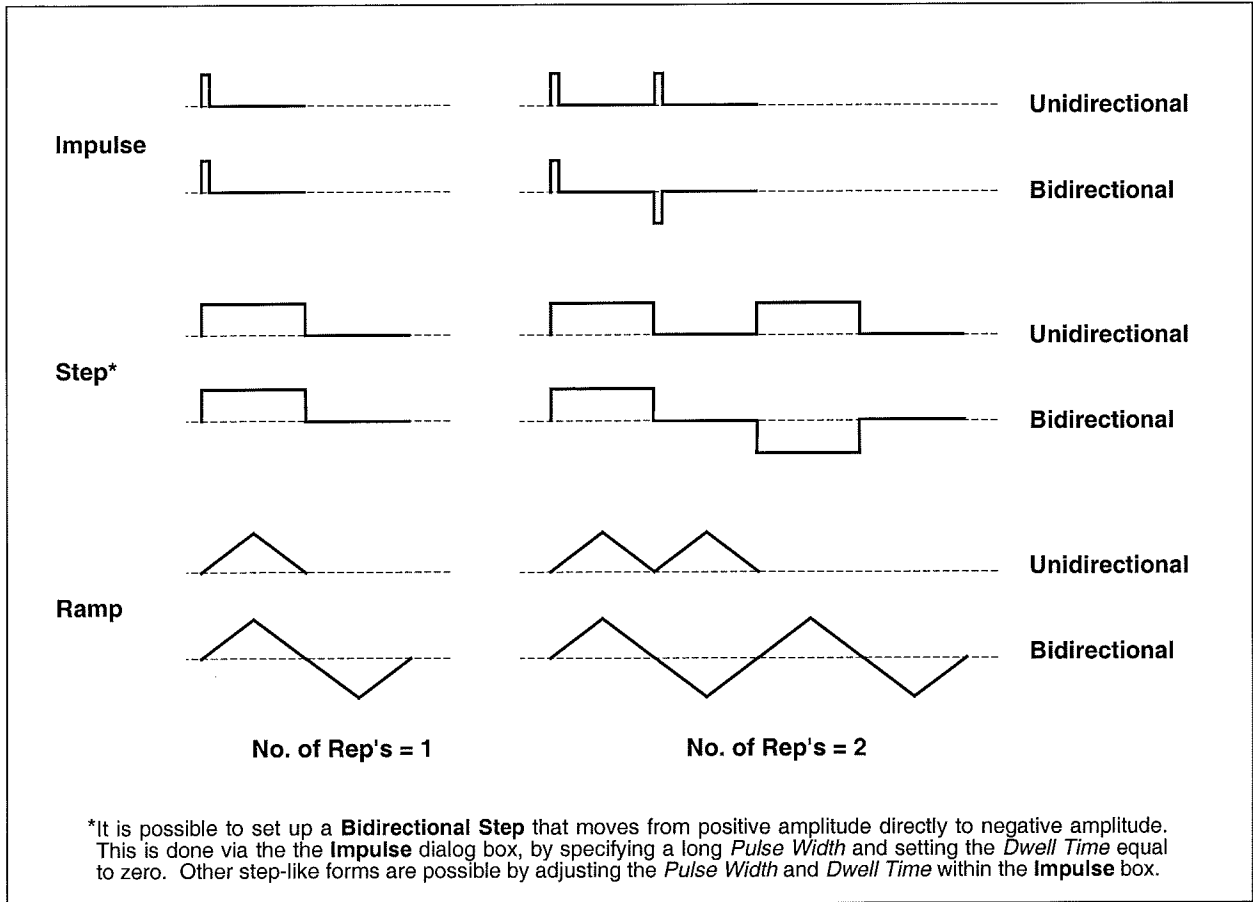 Unidirectional
Impulse
Bidirectional
Unidirectional
Step*
Bidirectional
Unidirectional
Ramp
Bidirectional
No. of Rep's = 1
No. of Rep's = 2
*It is possible to set up a Bidirectional Step that moves from positive amplitude directly to negative amplitude.
This is done via the the Impulse dialog box, by specifying a long Pulse Width and setting the Dwell Time equal
to zero. Other step-like forms are possible by adjusting the Pulse Width and Dwell Time within the Impulse box.